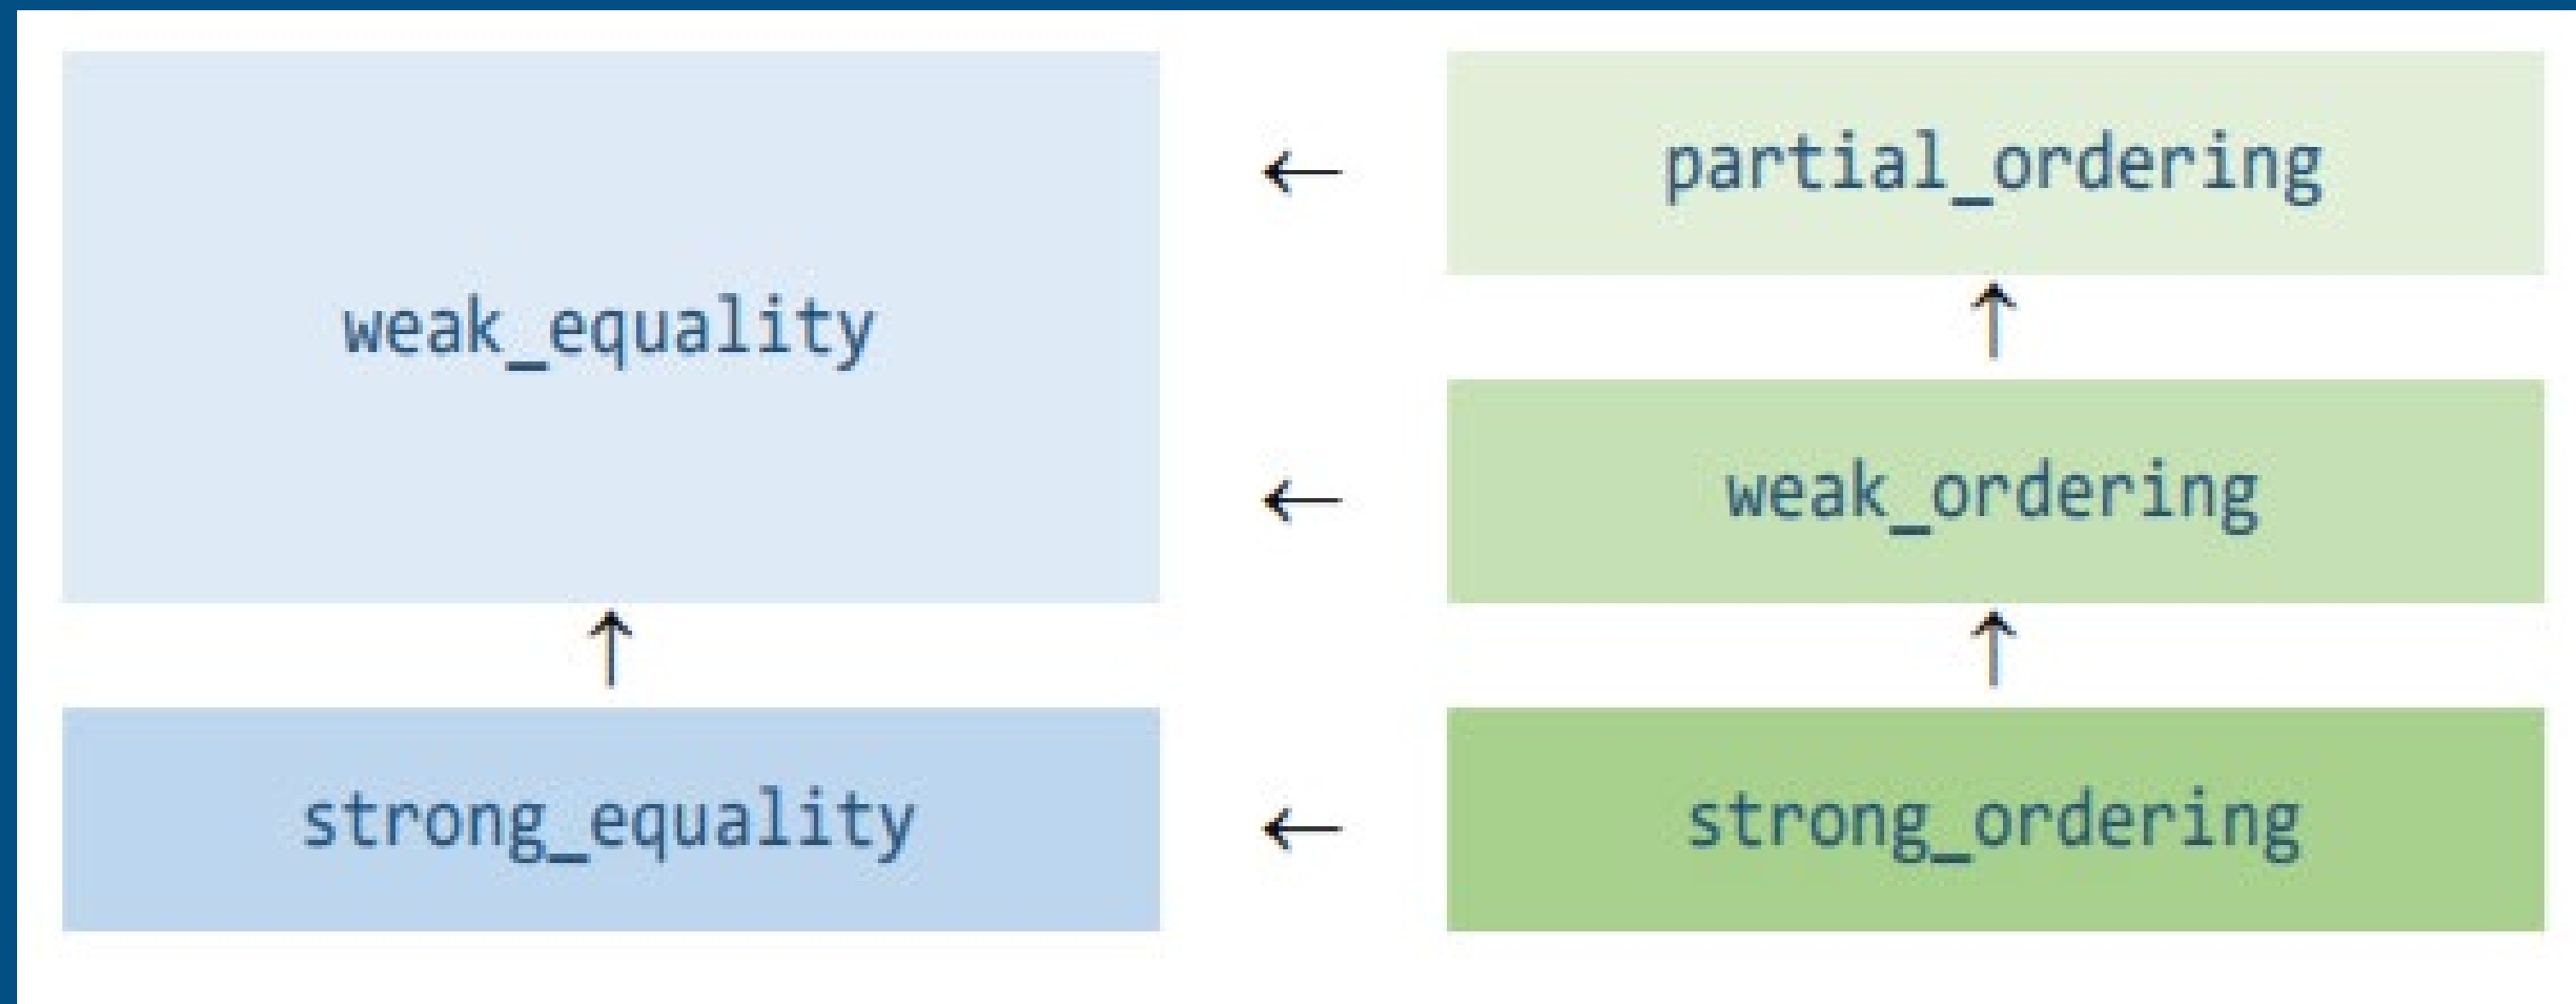 partial_ordering
weak_equality
weak_ordering
strong_equality
strong_ordering